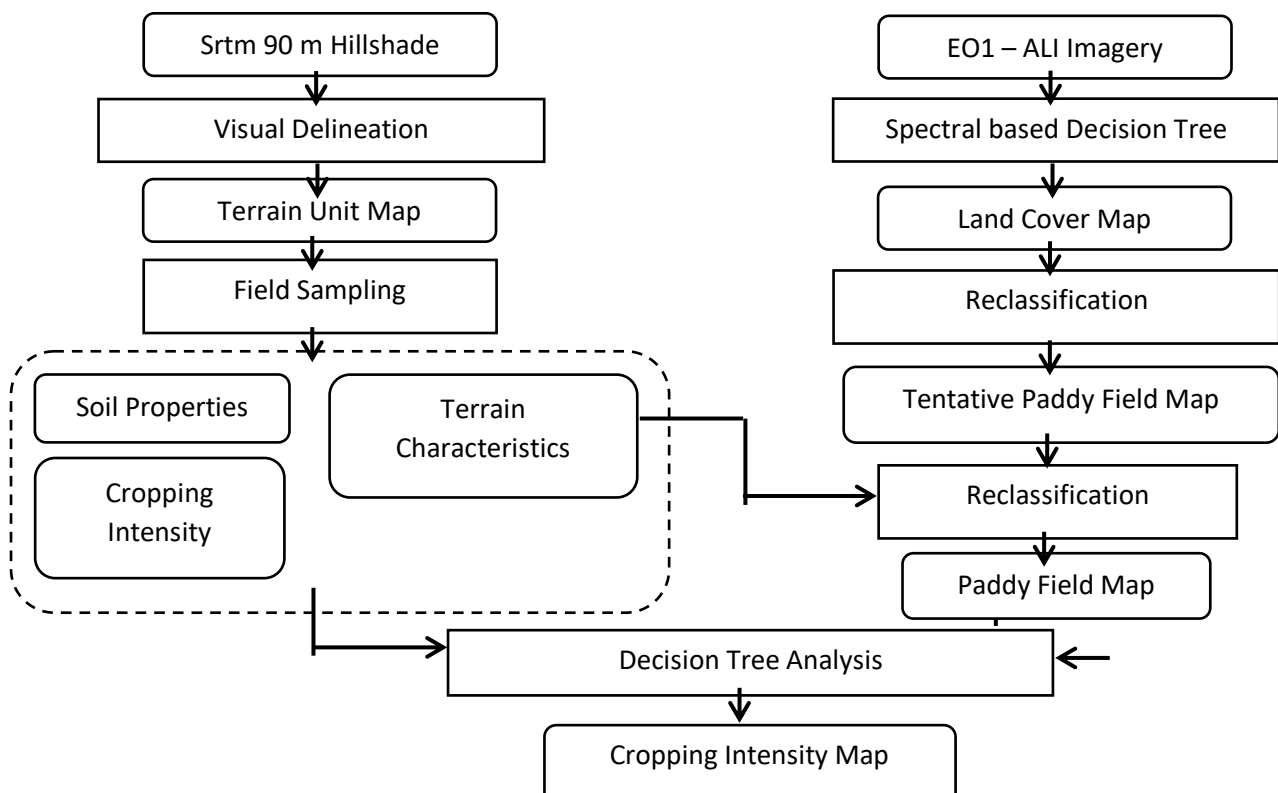 Srtm 90 m Hillshade
EO1 – ALI Imagery
Visual Delineation
Spectral based Decision Tree
Terrain Unit Map
Land Cover Map
Field Sampling
Reclassification
Soil Properties
Terrain
Characteristics
Tentative Paddy Field Map
Cropping
Intensity
Reclassification
Paddy Field Map
Decision Tree Analysis
Cropping Intensity Map